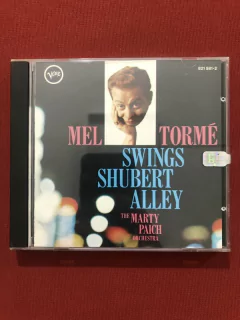 Verve
MEL TORMÉ
SWINGS
SHUBERT
ALLEY
THE MARTY
PAICH
ORCHESTRA